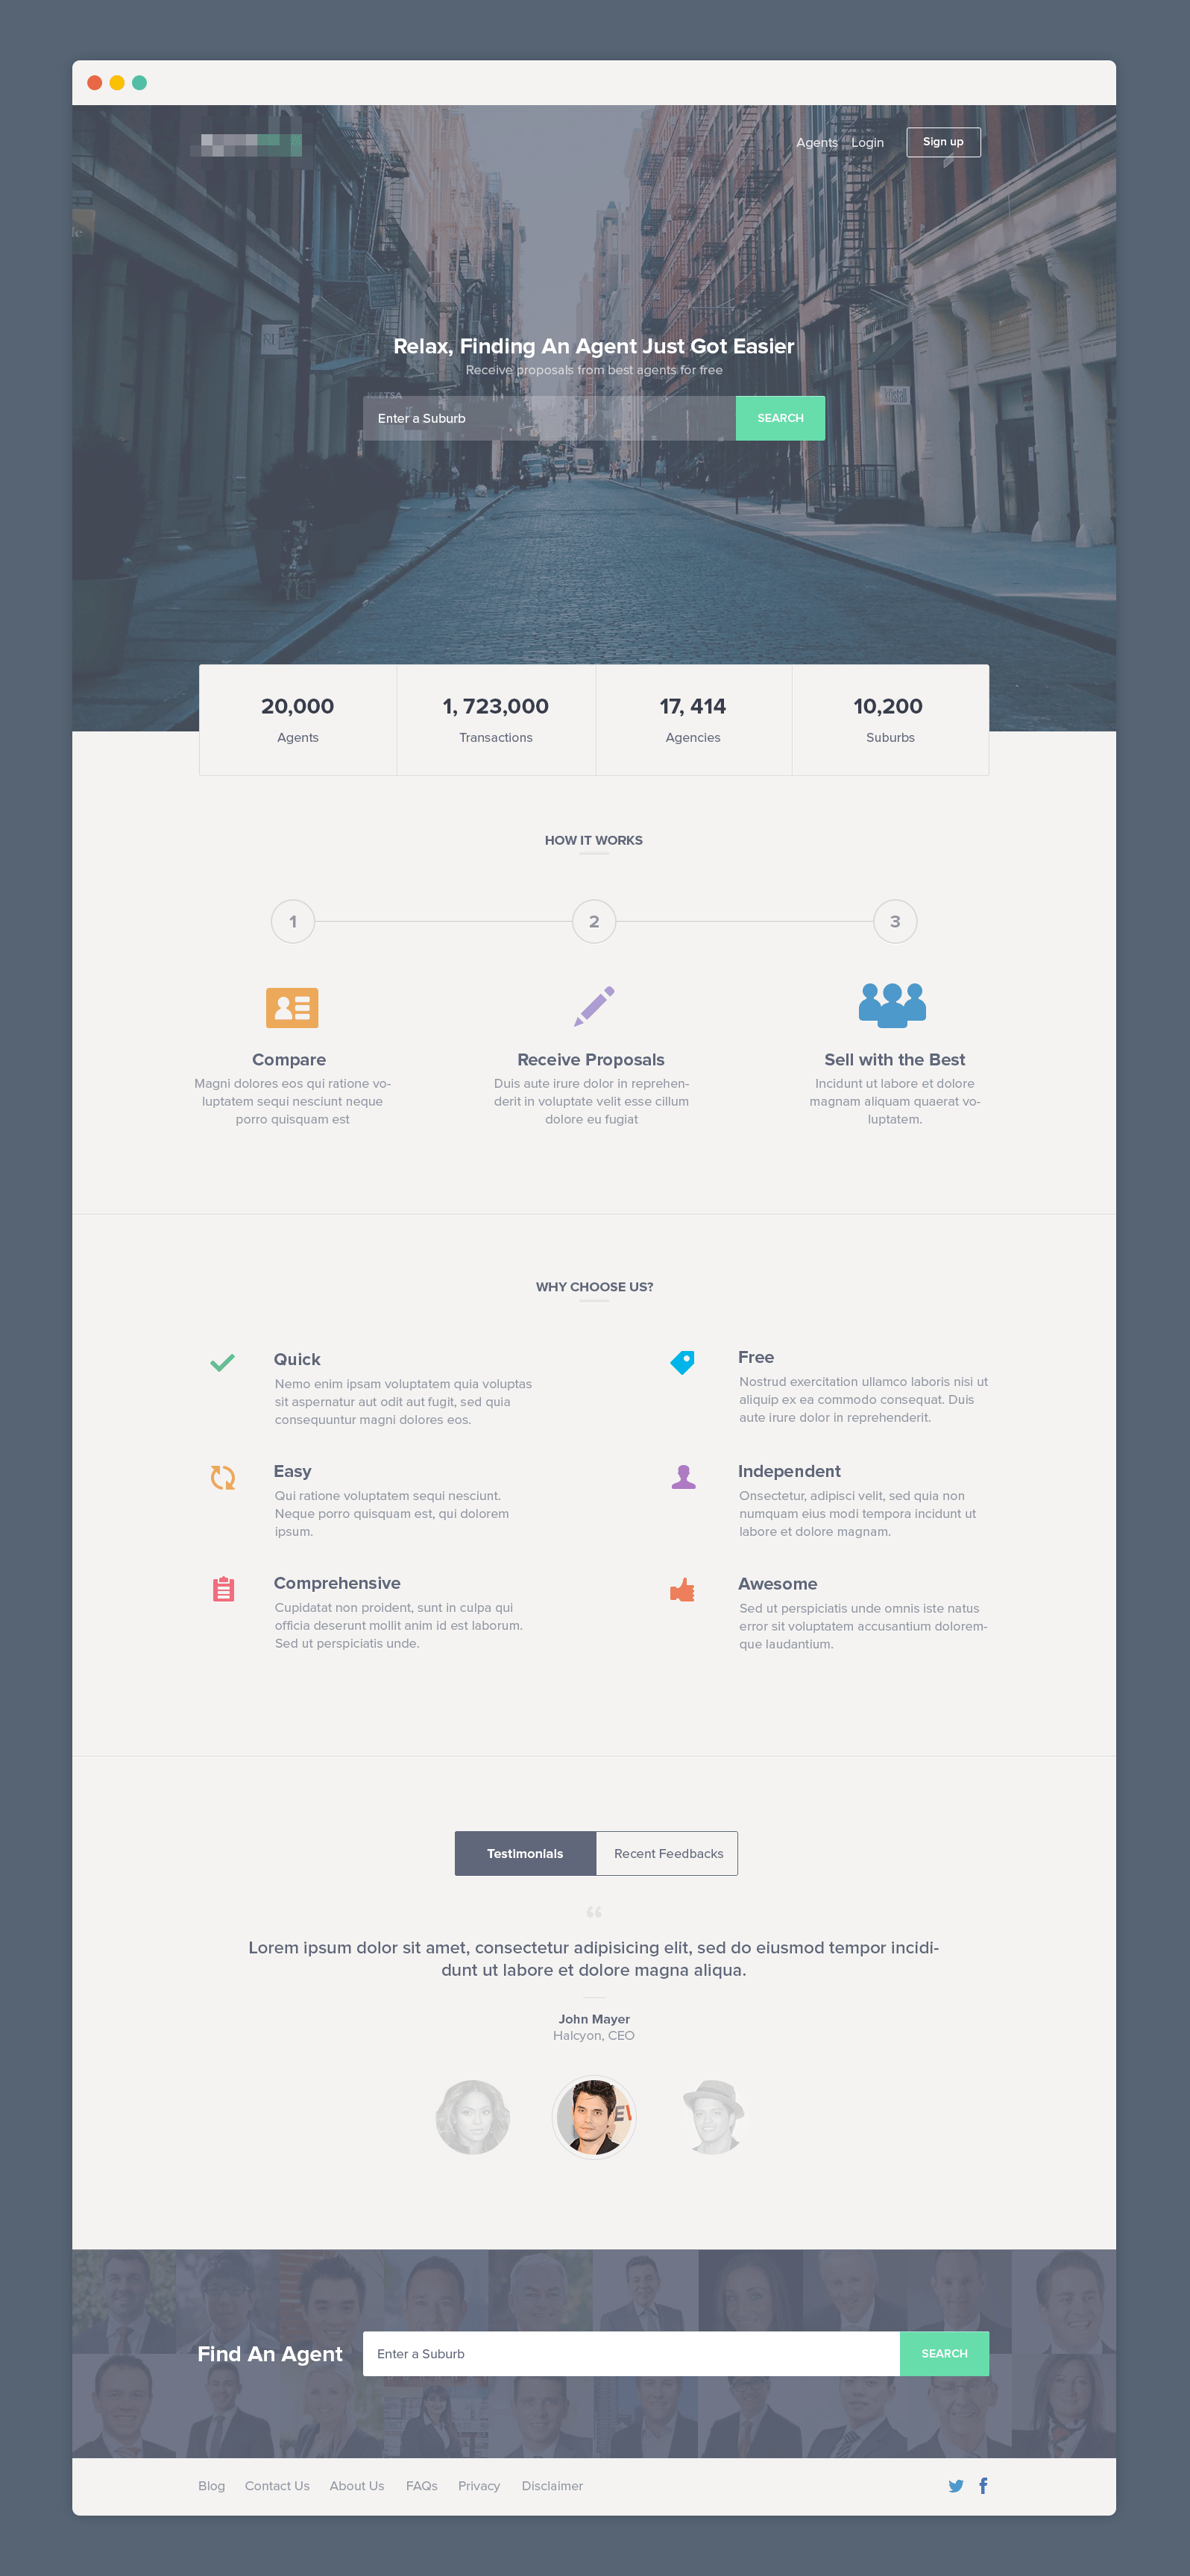 Agents Login Sign up
Relax, Finding An Agent Just Got Easier
Receive proposals from best agents for free
Enter a Suburb SEARCH
20,000 1, 723,000 17, 414 10,200
Agents Transactions Agencies Suburbs
HOW IT WORKS
1 2 3
Compare
Magni dolores eos qui ratione vo-
luptatem sequi nesciunt neque
porro quisquam est
Receive Proposals
Duis aute irure dolor in reprehen-
derit in voluptate velit esse cillum
dolore eu fugiat
Sell with the Best
Incidunt ut labore et dolore
magnam aliquam quaerat vo-
luptatem.
WHY CHOOSE US?
Quick
Nemo enim ipsam voluptatem quia voluptas
sit aspernatur aut odit aut fugit, sed quia
consequuntur magni dolores eos.
Free
Nostrud exercitation ullamco laboris nisi ut
aliquip ex ea commodo consequat. Duis
aute irure dolor in reprehenderit.
Easy
Qui ratione voluptatem sequi nesciunt.
Neque porro quisquam est, qui dolorem
ipsum.
Independent
Onsectetur, adipisci velit, sed quia non
numquam eius modi tempora incidunt ut
labore et dolore magnam.
Comprehensive
Cupidatat non proident, sunt in culpa qui
officia deserunt mollit anim id est laborum.
Sed ut perspiciatis unde.
Awesome
Sed ut perspiciatis unde omnis iste natus
error sit voluptatem accusantium dolorem-
que laudantium.
Testimonials Recent Feedbacks
“
Lorem ipsum dolor sit amet, consectetur adipisicing elit, sed do eiusmod tempor incidi-
dunt ut labore et dolore magna aliqua.
John Mayer
Halcyon, CEO
Find An Agent Enter a Suburb SEARCH
Blog Contact Us About Us FAQs Privacy Disclaimer